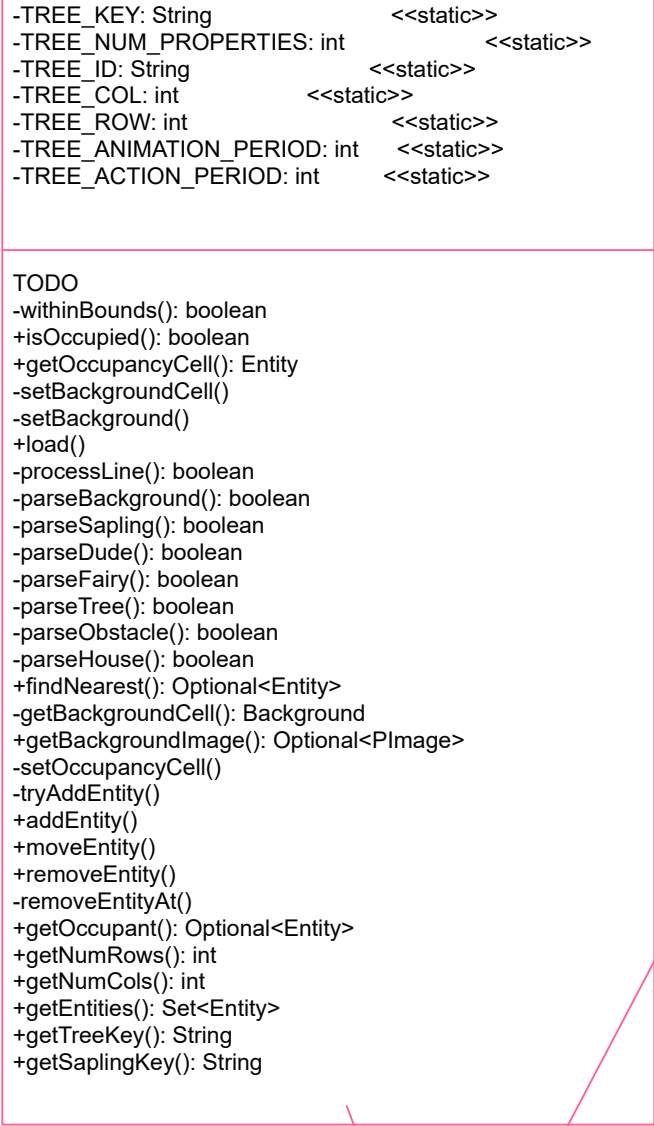 -TREE_KEY: String <<static>>
-TREE_NUM_PROPERTIES: int <<static>>
-TREE_ID: String <<static>>
-TREE_COL: int <<static>>
-TREE_ROW: int <<static>>
-TREE_ANIMATION_PERIOD: int <<static>>
-TREE_ACTION_PERIOD: int <<static>>
TODO
-withinBounds(): boolean
+isOccupied(): boolean
+getOccupancyCell(): Entity
-setBackgroundCell()
-setBackground()
+load()
-processLine(): boolean
-parseBackground(): boolean
-parseSapling(): boolean
-parseDude(): boolean
-parseFairy(): boolean
-parseTree(): boolean
-parseObstacle(): boolean
-parseHouse(): boolean
+findNearest(): Optional<Entity>
-getBackgroundCell(): Background
+getBackgroundImage(): Optional<PImage>
-setOccupancyCell()
-tryAddEntity()
+addEntity()
+moveEntity()
+removeEntity()
-removeEntityAt()
+getOccupant(): Optional<Entity>
+getNumRows(): int
+getNumCols(): int
+getEntities(): Set<Entity>
+getTreeKey(): String
+getSaplingKey(): String